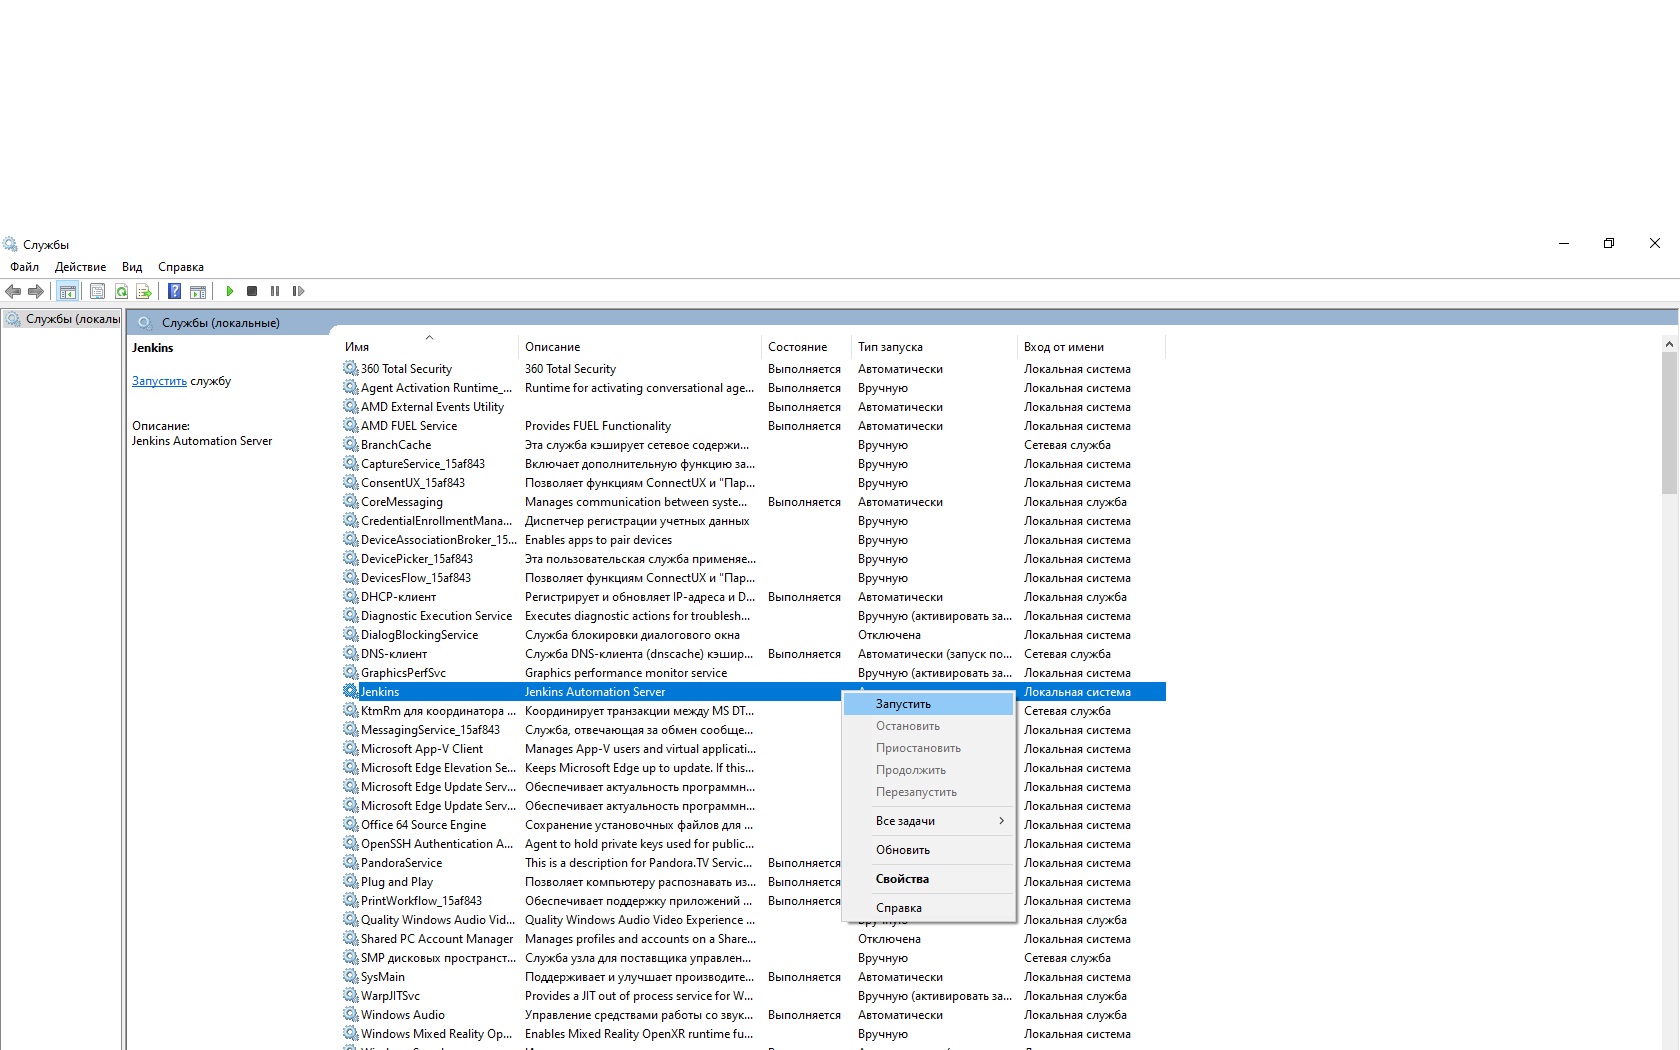 Службы
Файл Действие Вид Справка
Службы (локаль
Службы (локальные)
Jenkins
Запустить службу
Описание:
Jenkins Automation Server
Имя Описание Состояние Тип запуска Вход от имени
360 Total Security 360 Total Security Выполняется Автоматически Локальная система
Agent Activation Runtime_... Runtime for activating conversational age... Выполняется Вручную Локальная система
AMD External Events Utility Выполняется Автоматически Локальная система
AMD FUEL Service Provides FUEL Functionality Выполняется Автоматически Локальная система
BranchCache Эта служба кэширует сетевое содержи... Вручную Сетевая служба
CaptureService_15af843 Включает дополнительную функцию за... Вручную Локальная система
ConsentUX_15af843 Позволяет функциям ConnectUX и "Пар... Вручную Локальная система
CoreMessaging Manages communication between syste... Выполняется Автоматически Локальная служба
CredentialEnrollmentMana... Диспетчер регистрации учетных данных Вручную Локальная система
DeviceAssociationBroker_15... Enables apps to pair devices Вручную Локальная система
DevicePicker_15af843 Эта пользовательская служба применяе... Вручную Локальная система
DevicesFlow_15af843 Позволяет функциям ConnectUX и "Пар... Вручную Локальная система
DHCP-клиент Регистрирует и обновляет IP-адреса и D... Выполняется Автоматически Локальная служба
Diagnostic Execution Service Executes diagnostic actions for troublesh... Вручную (активировать за... Локальная система
DialogBlockingService Служба блокировки диалогового окна Отключена Локальная система
DNS-клиент Служба DNS-клиента (dnscache) кэшир... Выполняется Автоматически (запуск по... Сетевая служба
GraphicsPerfSvc Graphics performance monitor service Вручную (активировать за... Локальная система
Jenkins Jenkins Automation Server Локальная система
KtmRm для координатора ... Координирует транзакции между MS DT... Сетевая служба
MessagingService_15af843 Служба, отвечающая за обмен сообще... Локальная система
Microsoft App-V Client Manages App-V users and virtual applicati... Локальная система
Microsoft Edge Elevation Se... Keeps Microsoft Edge up to update. If this... Локальная система
Microsoft Edge Update Serv... Обеспечивает актуальность программн... Локальная система
Microsoft Edge Update Serv... Обеспечивает актуальность программн... Локальная система
Office 64 Source Engine Сохранение установочных файлов для ... Локальная система
OpenSSH Authentication A... Agent to hold private keys used for public... Локальная система
PandoraService This is a description for Pandora.TV Servic... Выполняется Локальная система
Plug and Play Позволяет компьютеру распознавать из... Выполняется Локальная система
PrintWorkflow_15af843 Обеспечивает поддержку приложений ... Выполняется Локальная система
Quality Windows Audio Vid... Quality Windows Audio Video Experience ... Вручную Локальная служба
Shared PC Account Manager Manages profiles and accounts on a Share... Отключена Локальная система
SMP дисковых пространст... Служба узла для поставщика управлен... Вручную Сетевая служба
SysMain Поддерживает и улучшает производите... Выполняется Автоматически Локальная система
WarpJITSvc Provides a JIT out of process service for W... Вручную (активировать за... Локальная служба
Windows Audio Управление средствами работы со звук... Выполняется Автоматически Локальная служба
Windows Mixed Reality Op... Enables Mixed Reality OpenXR runtime fu... Вручную Локальная система
Запустить
Остановить
Приостановить
Продолжить
Перезапустить
Все задачи
Обновить
Свойства
Справка